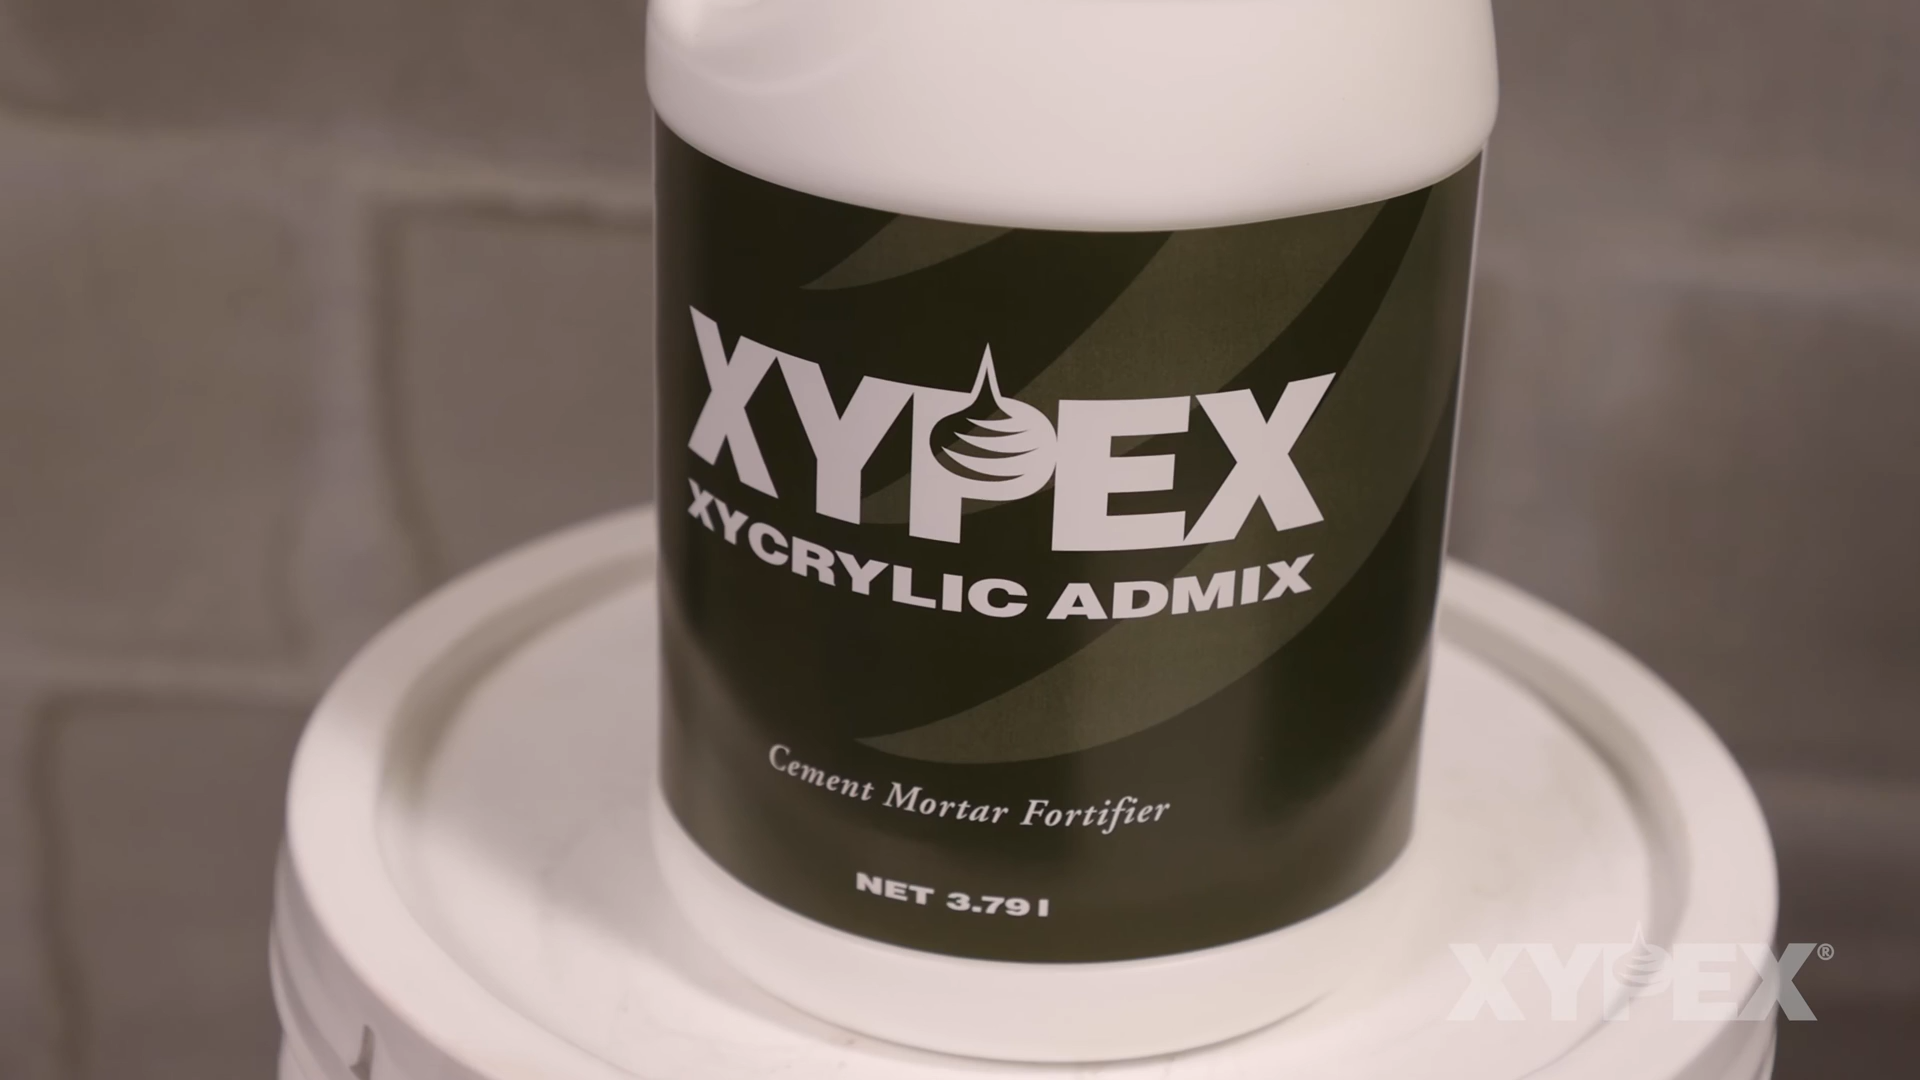 XYPEX
XYCRYLIC ADMIX
Cement Mortar Fortifier
NET 3.79 l
XYPEX®